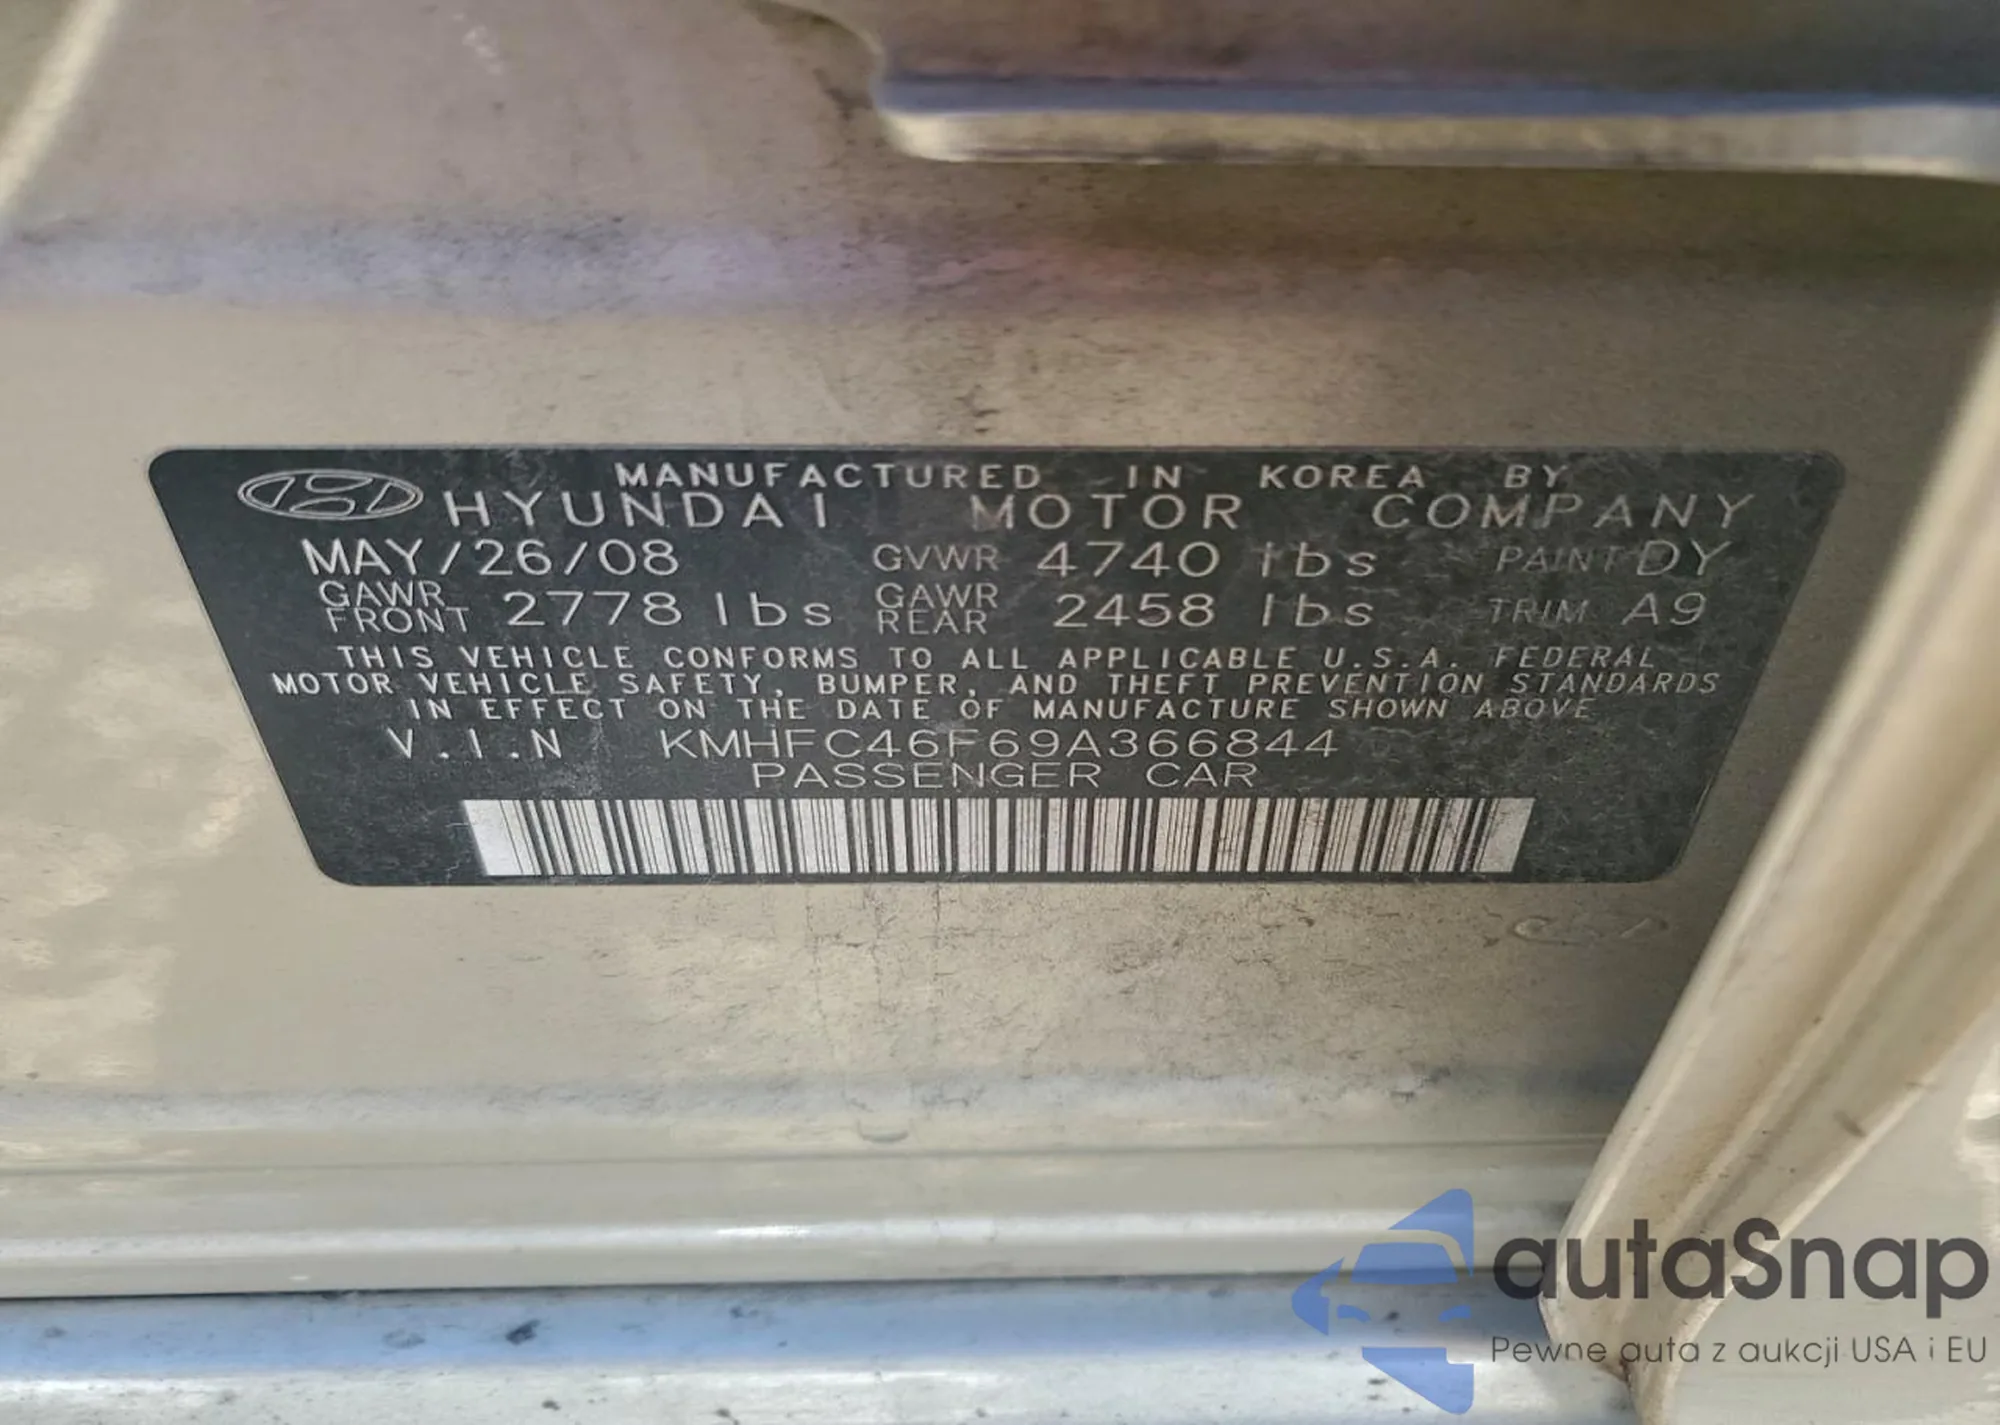 MANUFACTURED IN KOREA BY
HYUNDAI MOTOR COMPANY
MAY/26/08 GVWR 4740 lbs PAINT DY
GAWR FRONT 2778 lbs GAWR REAR 2458 lbs TRIM A9
THIS VEHICLE CONFORMS TO ALL APPLICABLE U.S.A. FEDERAL
MOTOR VEHICLE SAFETY, BUMPER, AND THEFT PREVENTION STANDARDS
IN EFFECT ON THE DATE OF MANUFACTURE SHOWN ABOVE
V.I.N KMHFC46F69A366844
PASSENGER CAR
autaSnap
Pewne auta z aukcji USA i EU